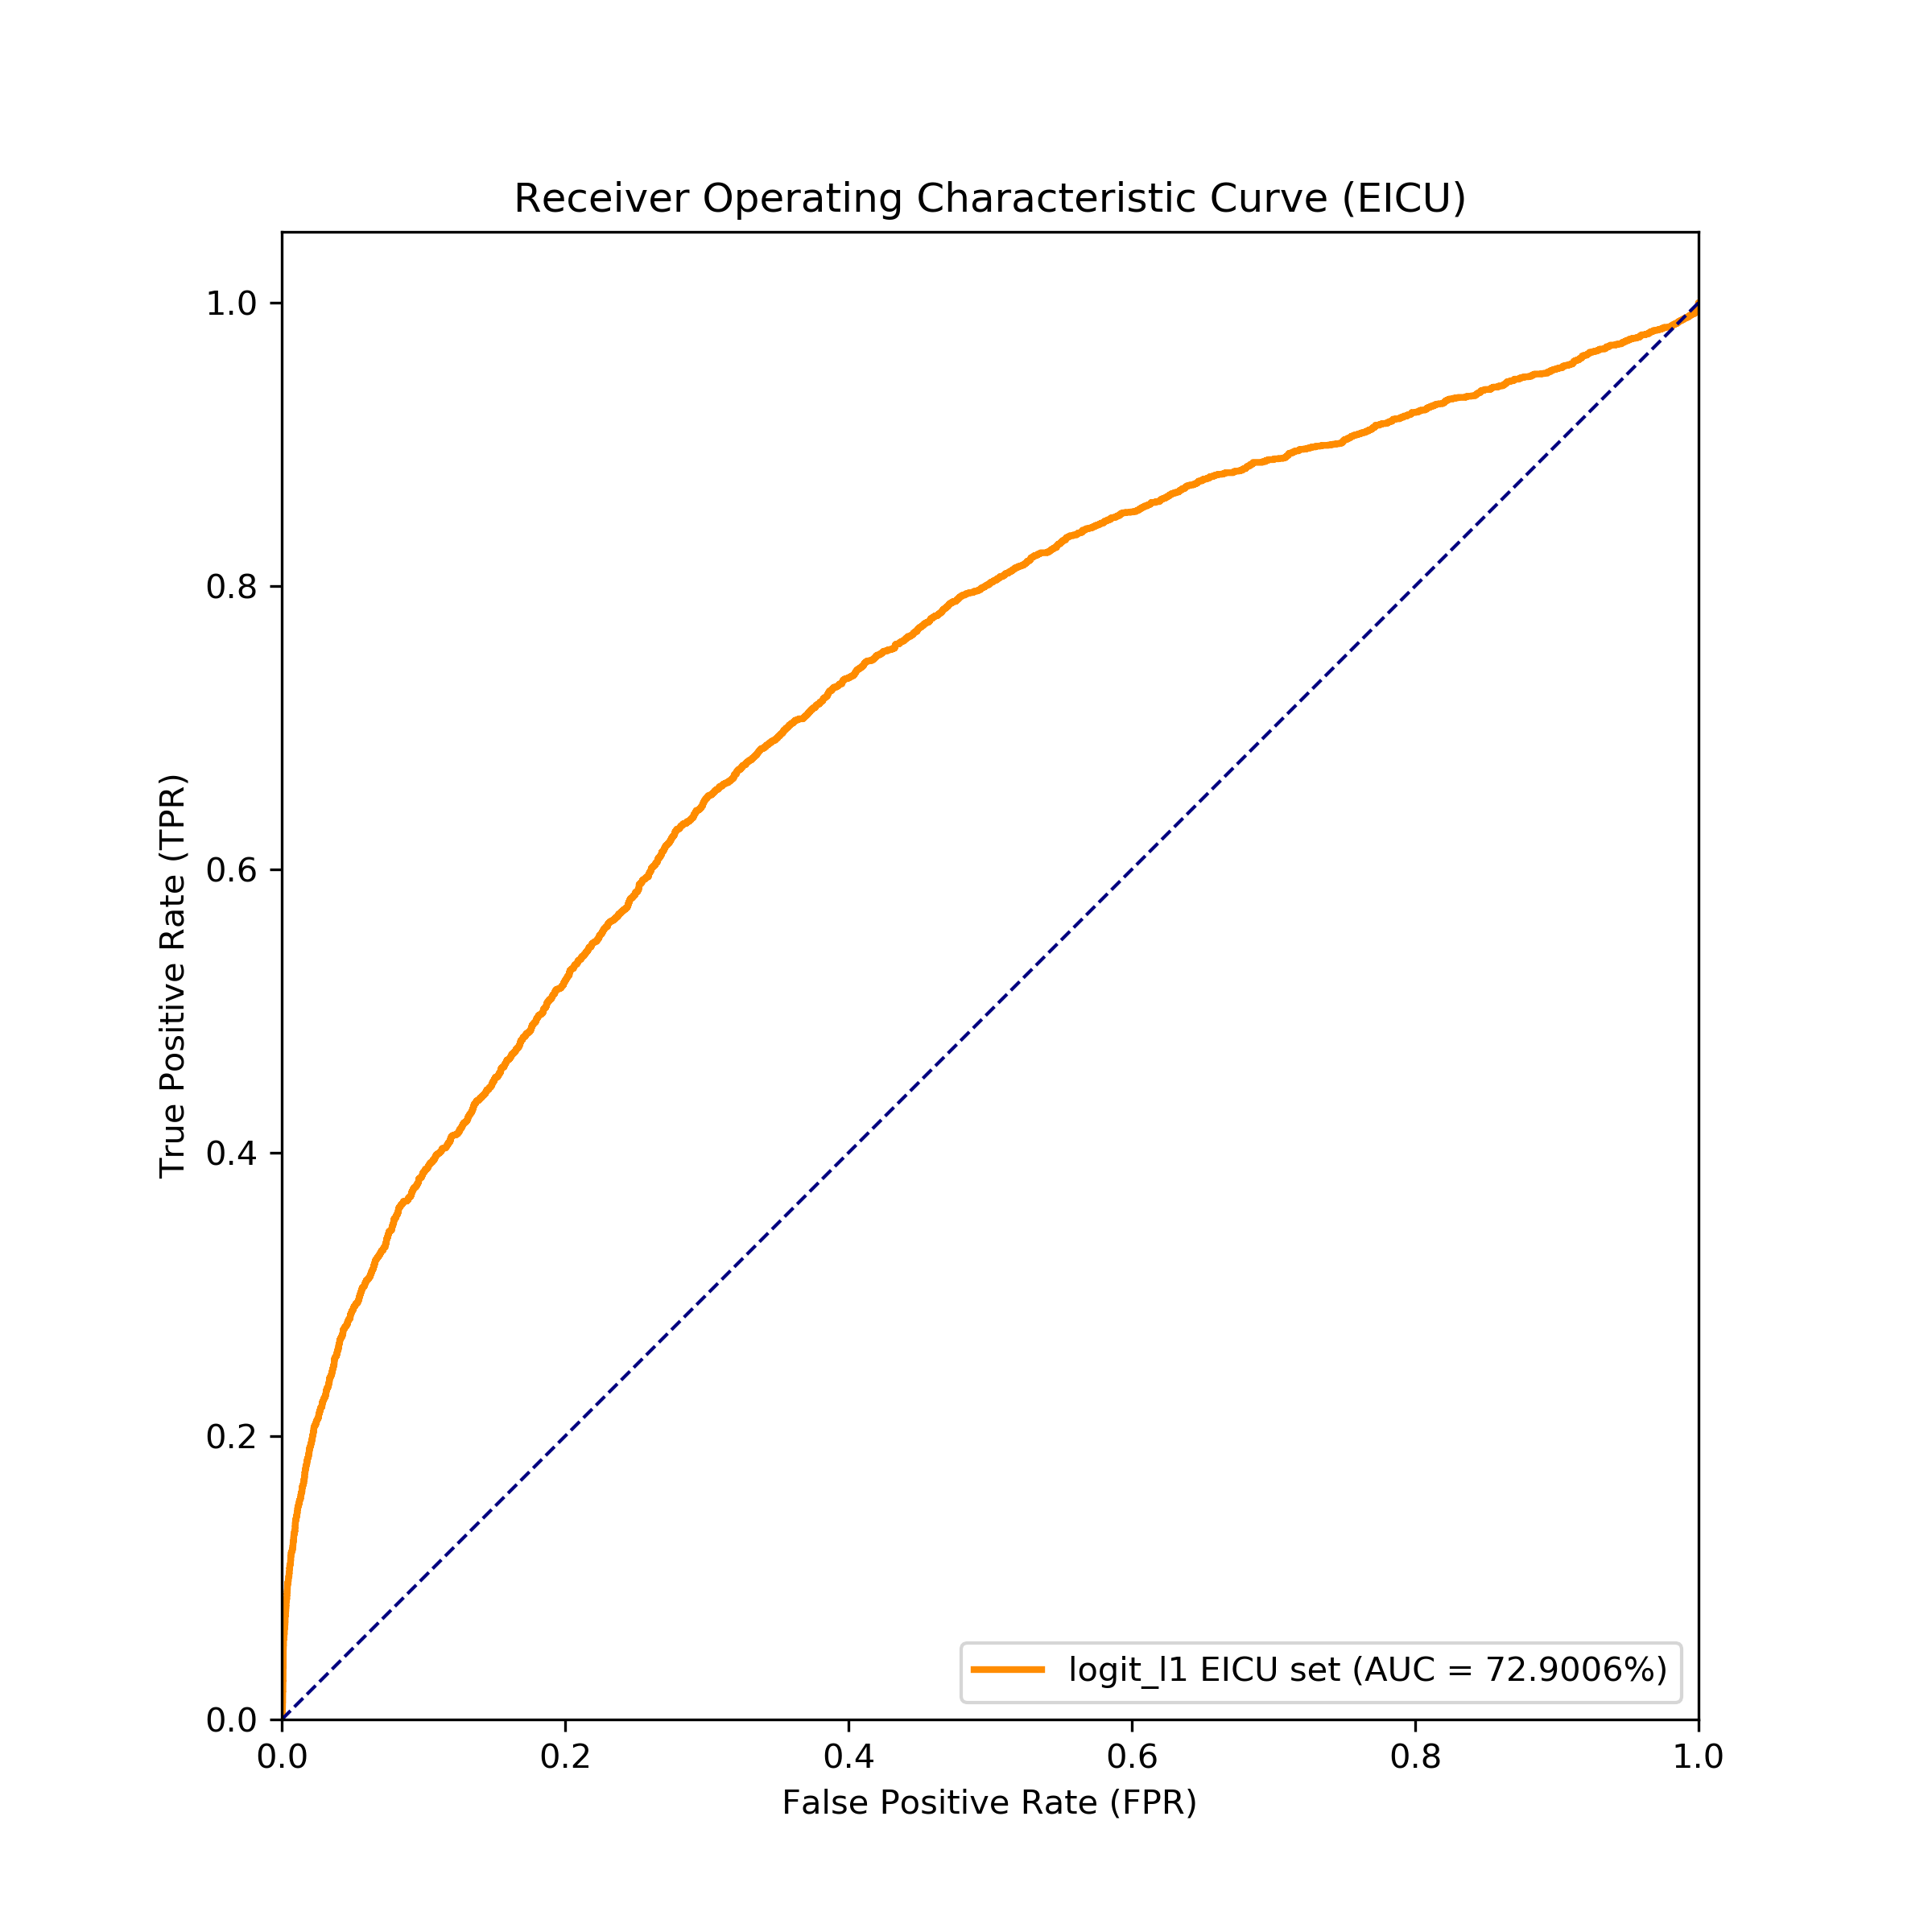 Receiver Operating Characteristic Curve (EICU)
1.0
0.8
0.6
0.4
0.2
0.0
True Positive Rate (TPR)
logit_l1 EICU set (AUC = 72.9006%)
0.0 0.2 0.4 0.6 0.8 1.0
False Positive Rate (FPR)